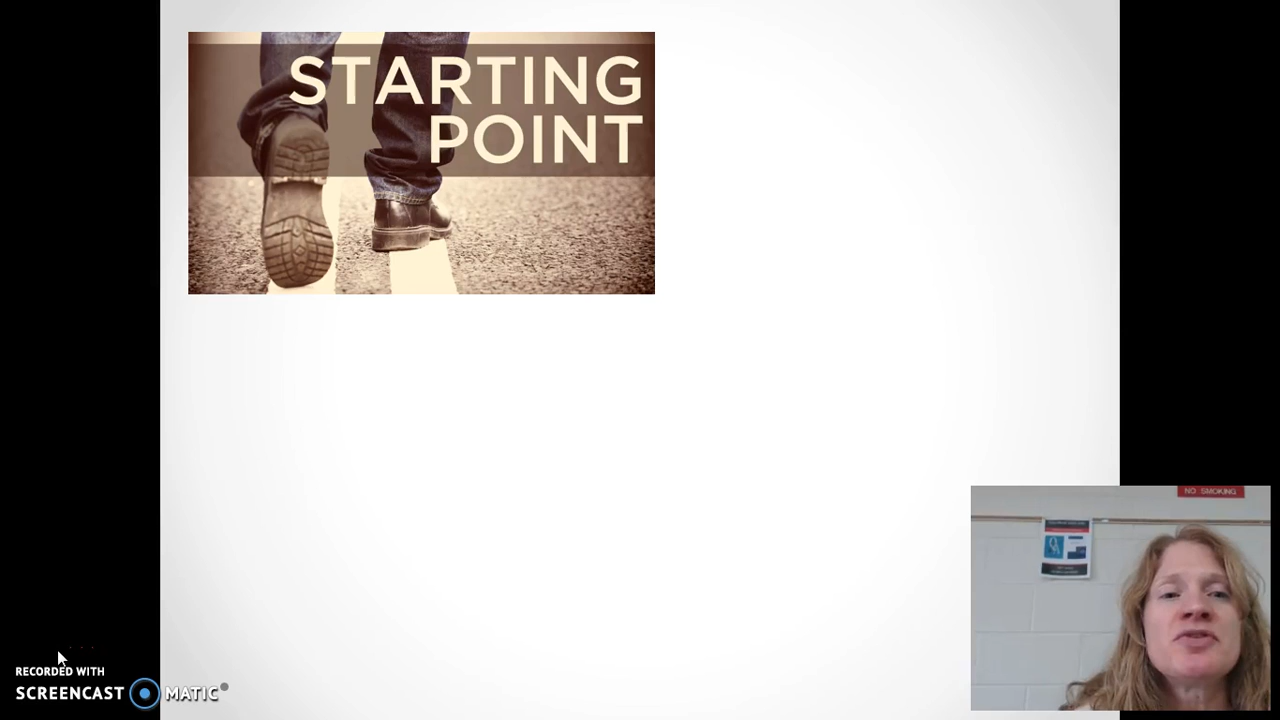 STARTING
POINT
NO SMOKING
RECORDED WITH
SCREENCAST MATIC